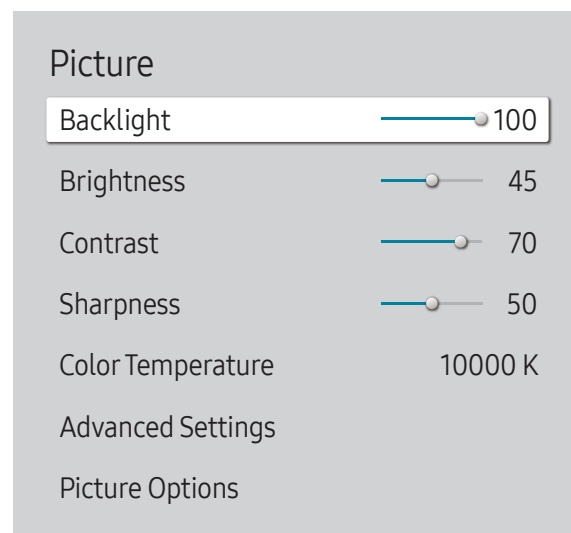 Picture
Backlight 100
Brightness 45
Contrast 70
Sharpness 50
Color Temperature 10000 K
Advanced Settings
Picture Options